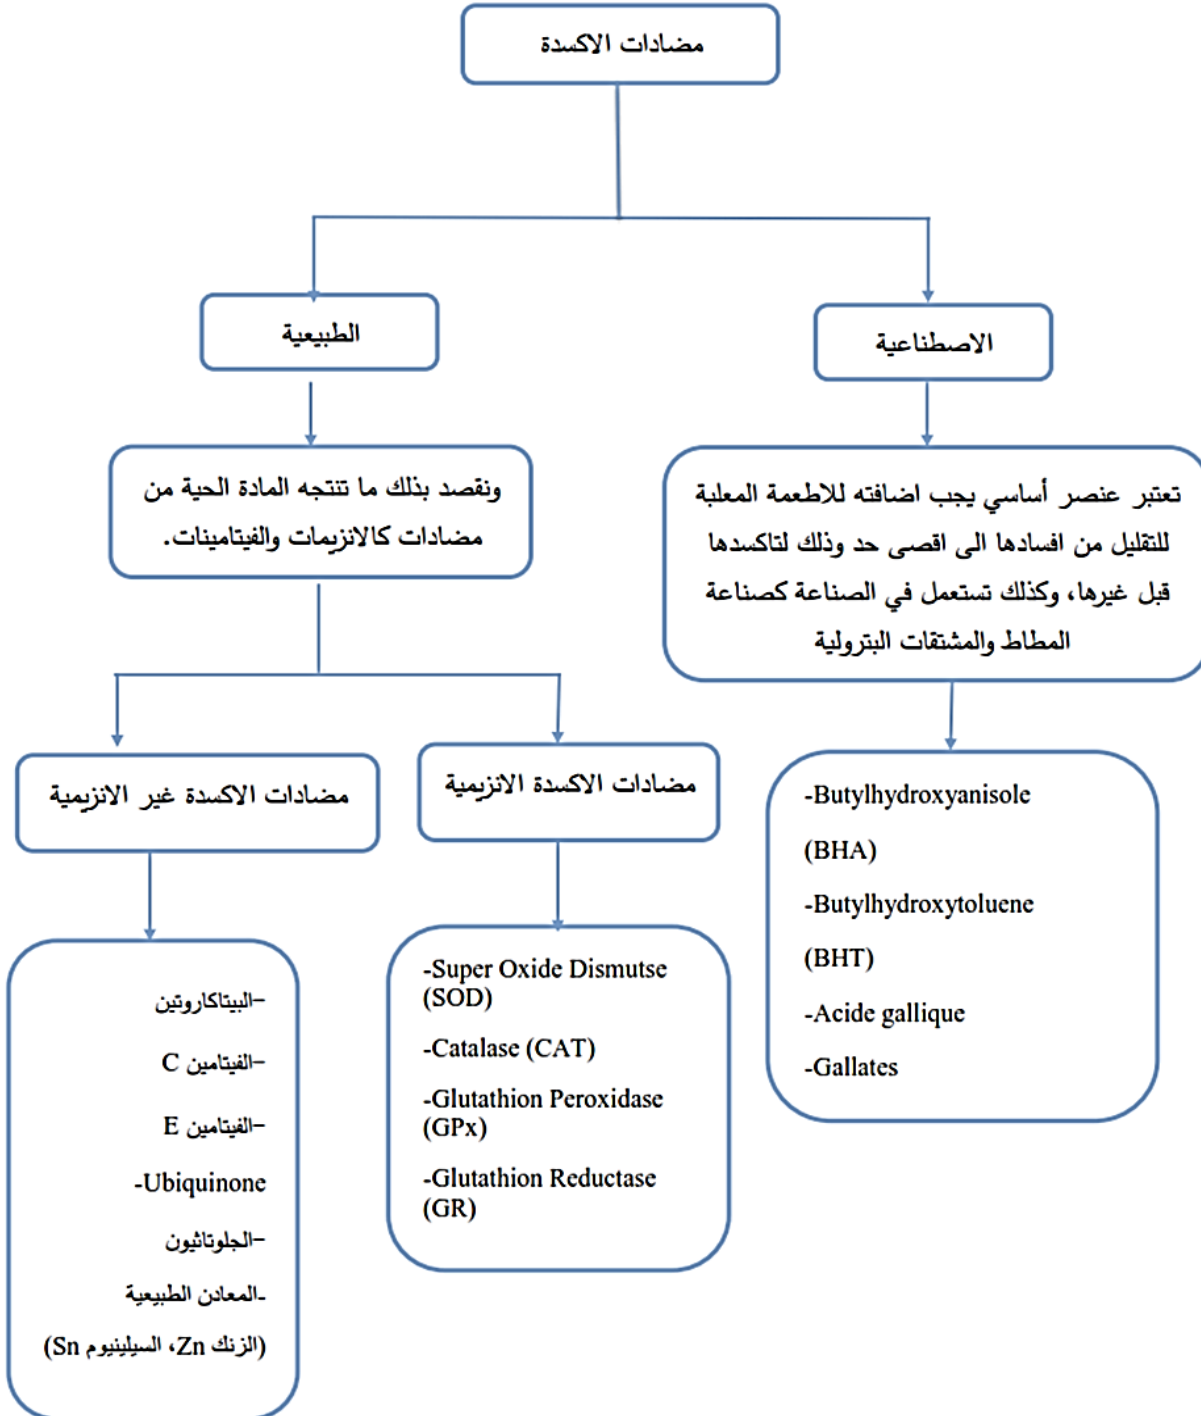 مضادات الاكسدة
الاصطناعية
الطبيعية
تعتبر عنصر أساسي يجب اضافته للاطعمة المعلبة
للتقليل من افسادها الى اقصى حد وذلك لتاكسدها
قبل غيرها، وكذلك تستعمل في الصناعة كصناعة
المطاط والمشتقات البترولية
ونقصد بذلك ما تنتجه المادة الحية من
مضادات كالانزيمات والفيتامينات.
-Butylhydroxyanisole
(BHA)
-Butylhydroxytoluene
(BHT)
-Acide gallique
-Gallates
مضادات الاكسدة الانزيمية
-Super Oxide Dismutse
(SOD)
-Catalase (CAT)
-Glutathion Peroxidase
(GPx)
-Glutathion Reductase
(GR)
مضادات الاكسدة غير الانزيمية
–البيتاكاروتين
–الفيتامين C
–الفيتامين E
-Ubiquinone
–الجلوتاثيون
-المعادن الطبيعية
(الزنك Zn، السيلينيوم Sn)